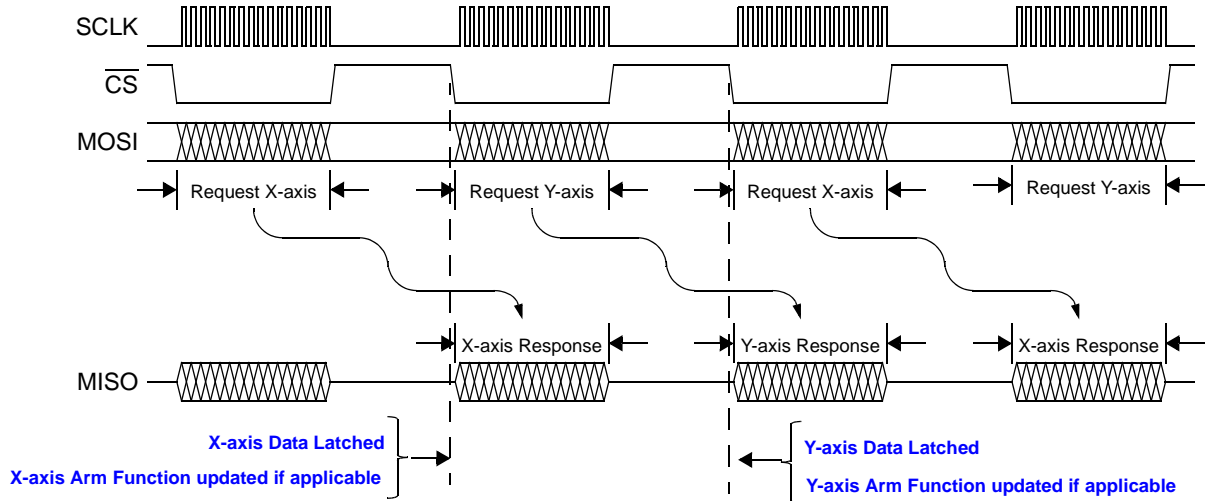 SCLK
CS
MOSI
Request X-axis
Request Y-axis
Request X-axis
Request Y-axis
X-axis Response
Y-axis Response
X-axis Response
MISO
X-axis Data Latched
X-axis Arm Function updated if applicable
Y-axis Data Latched
Y-axis Arm Function updated if applicable